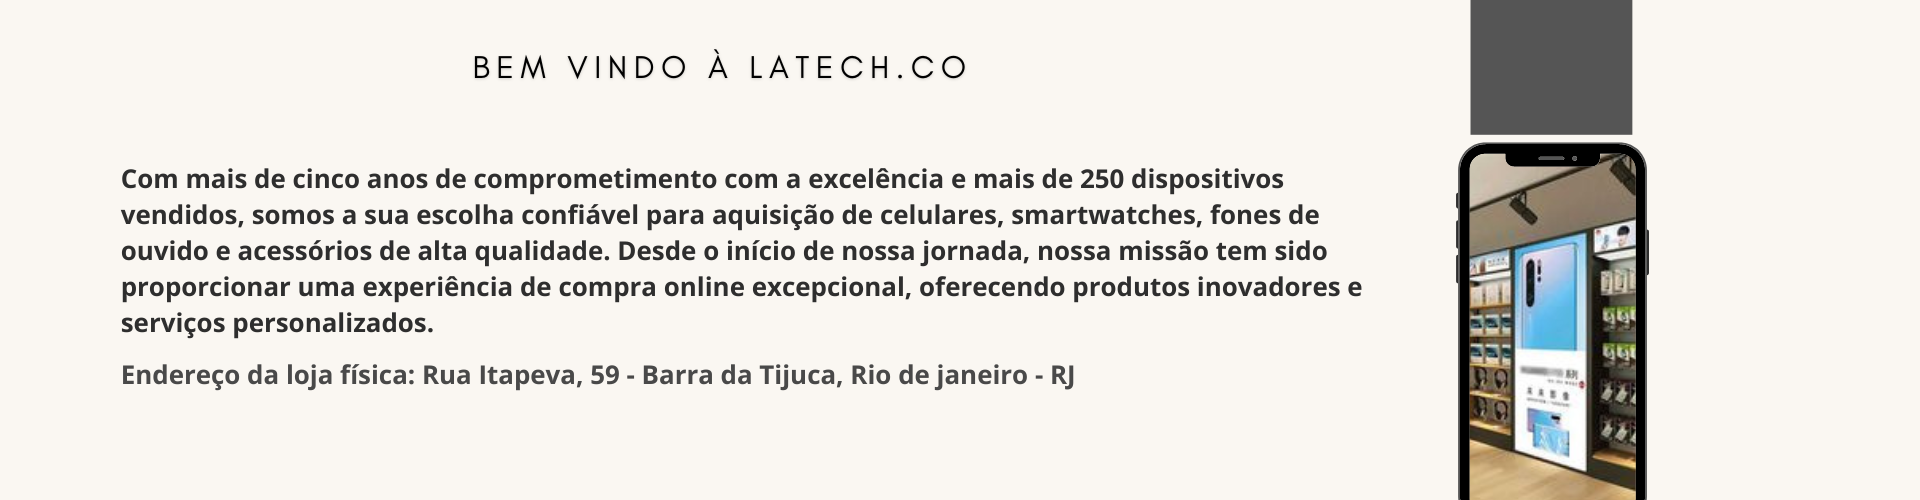 BEM VINDO À LATECH.CO
Com mais de cinco anos de comprometimento com a excelência e mais de 250 dispositivos
vendidos, somos a sua escolha confiável para aquisição de celulares, smartwatches, fones de
ouvido e acessórios de alta qualidade. Desde o início de nossa jornada, nossa missão tem sido
proporcionar uma experiência de compra online excepcional, oferecendo produtos inovadores e
serviços personalizados.
Endereço da loja física: Rua Itapeva, 59 - Barra da Tijuca, Rio de janeiro - RJ
系列